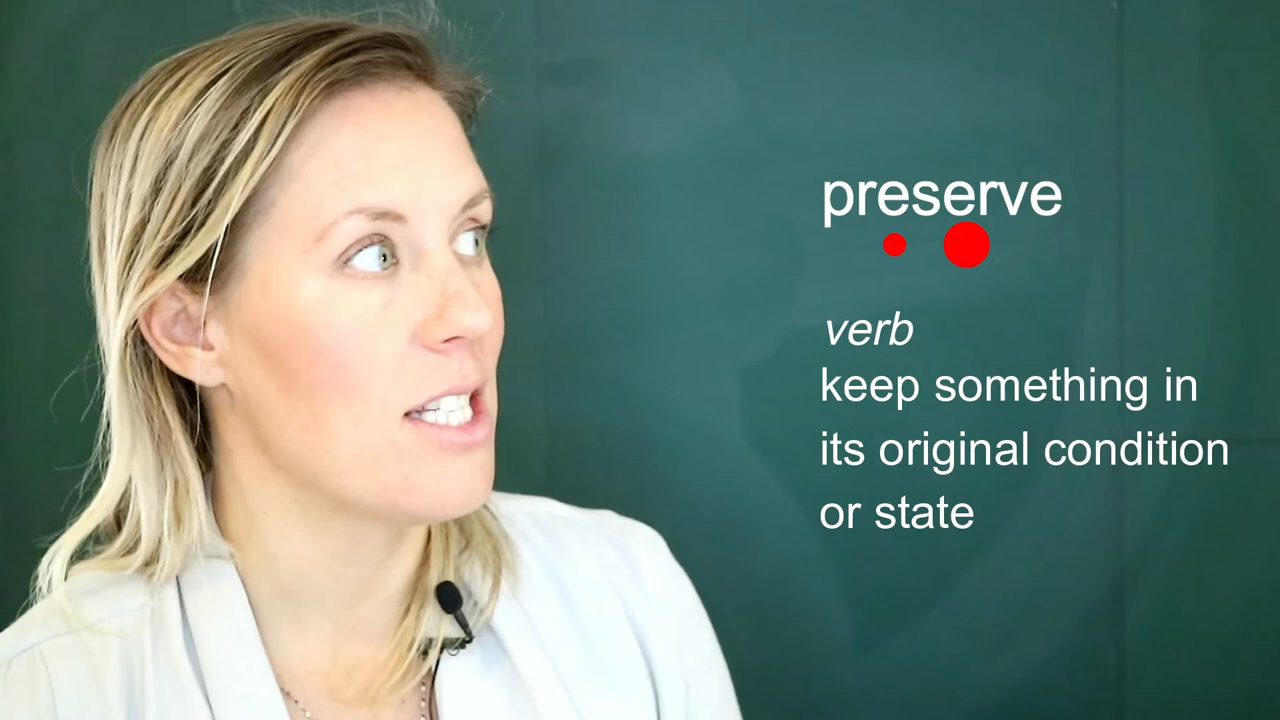 preserve
verb
keep something in
its original condition
or state